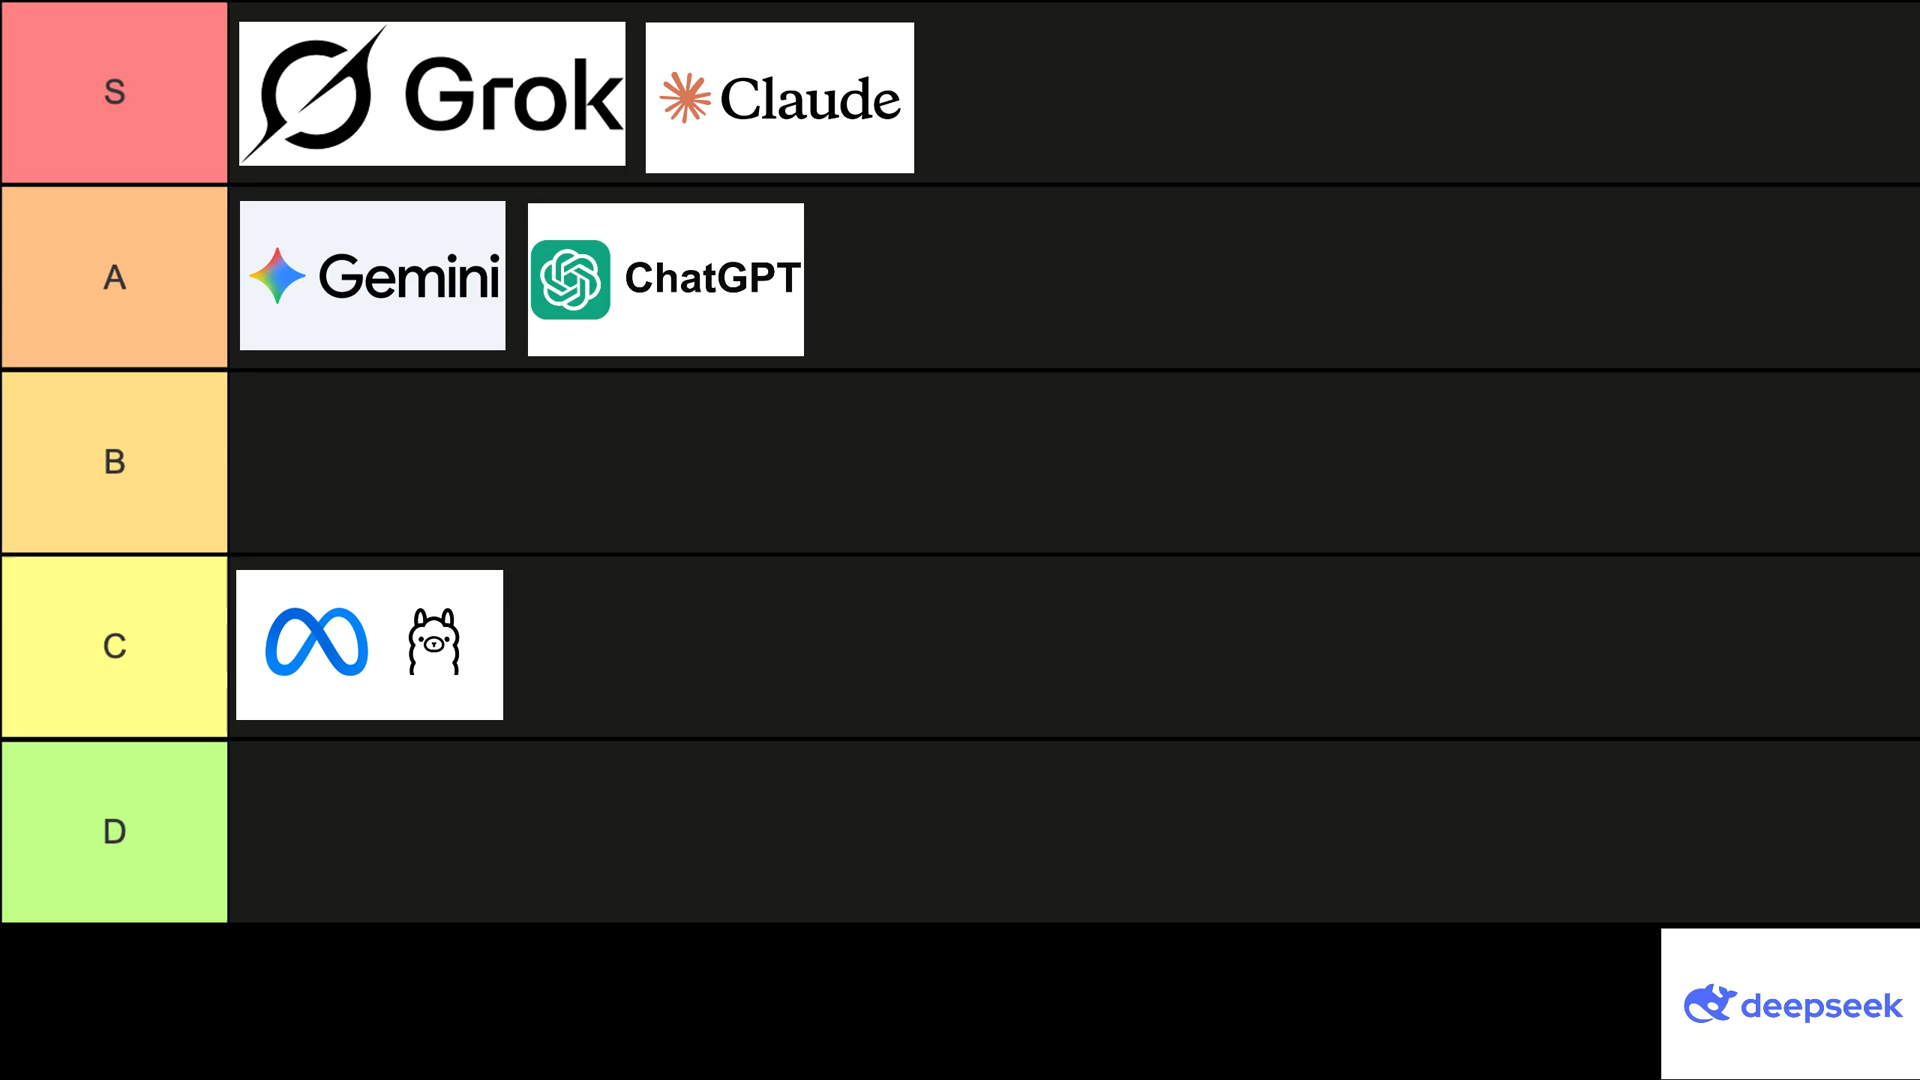 S
Grok
Claude
A
Gemini
ChatGPT
B
C
D
deepseek